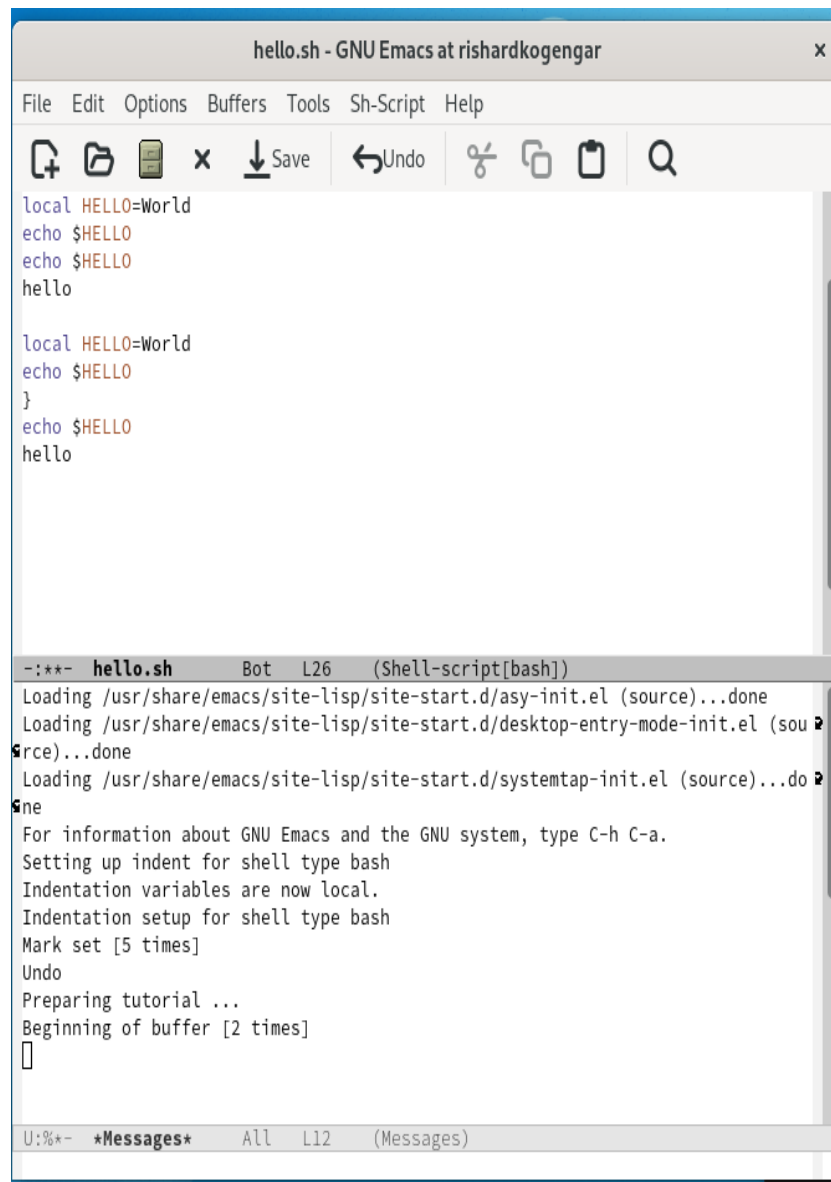 hello.sh - GNU Emacs at rishardkogengar
File Edit Options Buffers Tools Sh-Script Help
Save Undo
local HELLO=World
echo $HELLO
echo $HELLO
hello
local HELLO=World
echo $HELLO
}
echo $HELLO
hello
-:**- hello.sh Bot L26 (Shell-script[bash])
Loading /usr/share/emacs/site-lisp/site-start.d/asy-init.el (source)...done
Loading /usr/share/emacs/site-lisp/site-start.d/desktop-entry-mode-init.el (sou
rce)...done
Loading /usr/share/emacs/site-lisp/site-start.d/systemtap-init.el (source)...do
ne
For information about GNU Emacs and the GNU system, type C-h C-a.
Setting up indent for shell type bash
Indentation variables are now local.
Indentation setup for shell type bash
Mark set [5 times]
Undo
Preparing tutorial ...
Beginning of buffer [2 times]
U:%*- *Messages* All L12 (Messages)